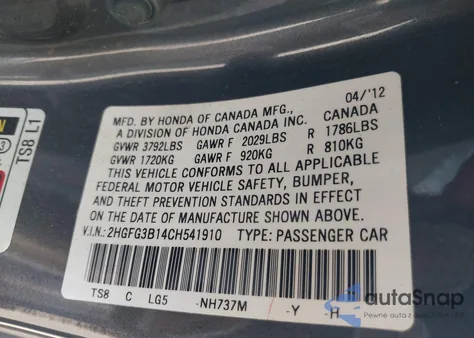 MFD. BY HONDA OF CANADA MFG., 04/'12
A DIVISION OF HONDA CANADA INC. CANADA
GVWR 3792LBS GAWR F 2029LBS R 1786LBS
GVWR 1720KG GAWR F 920KG R 810KG
THIS VEHICLE CONFORMS TO ALL APPLICABLE
FEDERAL MOTOR VEHICLE SAFETY, BUMPER,
AND THEFT PREVENTION STANDARDS IN EFFECT
ON THE DATE OF MANUFACTURE SHOWN ABOVE.
V.I.N.: 2HGFG3B14CH541910 TYPE: PASSENGER CAR
TS8 C LG5 -NH737M -Y -H
TS8 L1
autoSnap